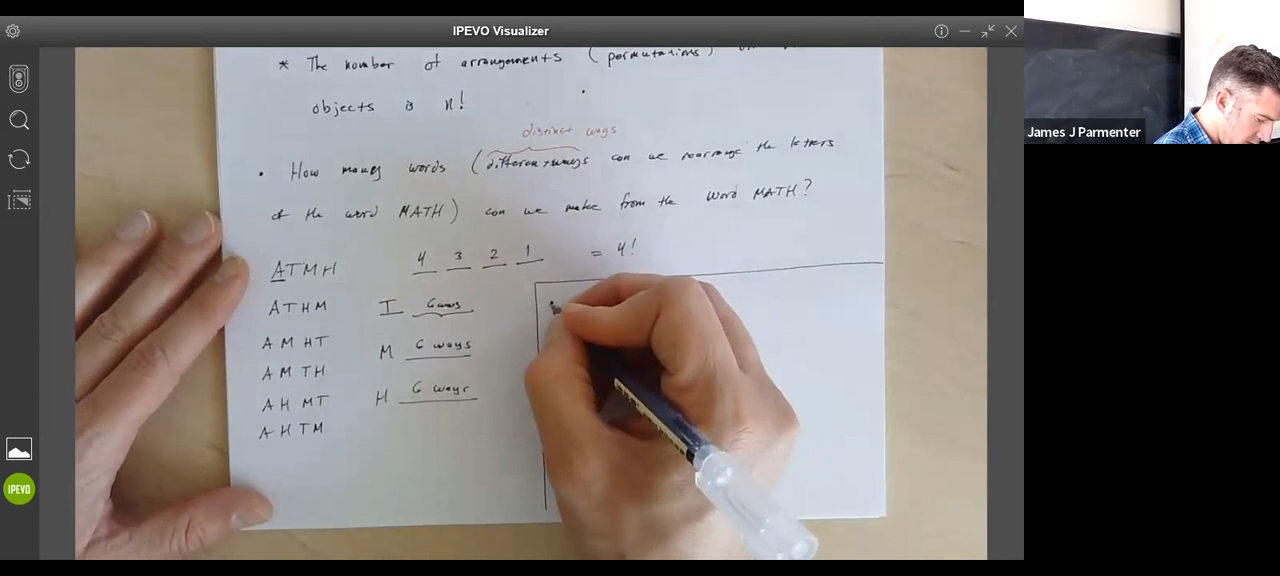 IPEVO Visualizer
* The number of arrangements (permutations)
objects is n!
distinct ways
• How many words (different ways can we rearrange the letters
of the word MATH) can we make from the word MATH?
ATMH 4 3 2 1 = 4!
ATHM T 6 ways
AMHT M 6 ways
AMTH
AHMT H 6 ways
AHTM
James J Parmenter
IPEVO